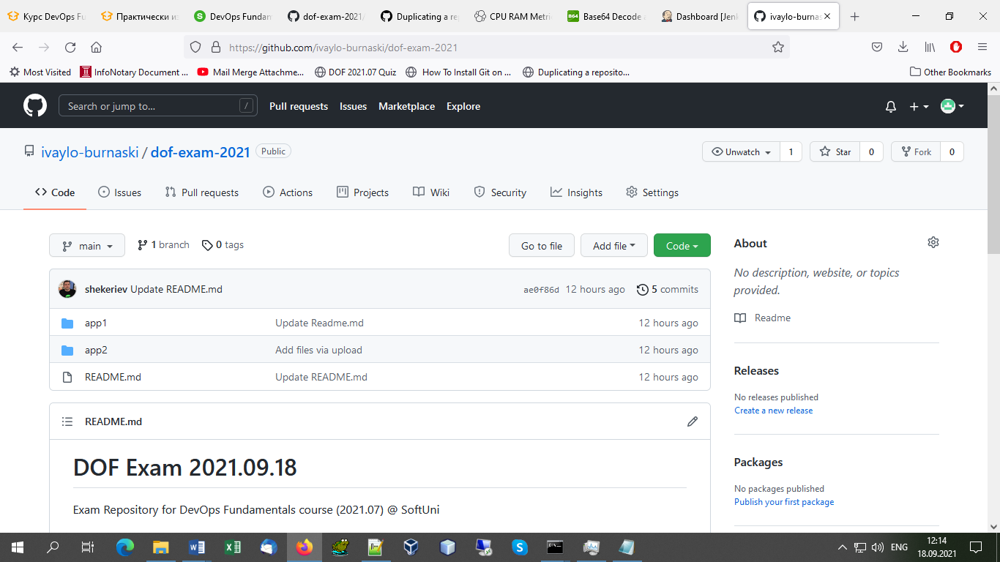 Курс DevOps Fu
Практически из
DevOps Fundam
dof-exam-2021/
Duplicating a rep
CPU RAM Metri
Base64 Decode a
Dashboard [Jenk
ivaylo-burnas
https://github.com/ivaylo-burnaski/dof-exam-2021
Most Visited
InfoNotary Document ...
Mail Merge Attachme...
DOF 2021.07 Quiz
How To Install Git on ...
Duplicating a reposito...
Other Bookmarks
Search or jump to... /
Pull requests
Issues
Marketplace
Explore
ivaylo-burnaski / dof-exam-2021 Public
Unwatch 1
Star 0
Fork 0
Code
Issues
Pull requests
Actions
Projects
Wiki
Security
Insights
Settings
main
1 branch
0 tags
Go to file
Add file
Code
shekeriev Update README.md ae0f86d 12 hours ago 5 commits
app1 Update Readme.md 12 hours ago
app2 Add files via upload 12 hours ago
README.md Update README.md 12 hours ago
README.md
DOF Exam 2021.09.18
Exam Repository for DevOps Fundamentals course (2021.07) @ SoftUni
About
No description, website, or topics
provided.
Readme
Releases
No releases published
Create a new release
Packages
No packages published
Publish your first package
ENG
12:14
18.09.2021